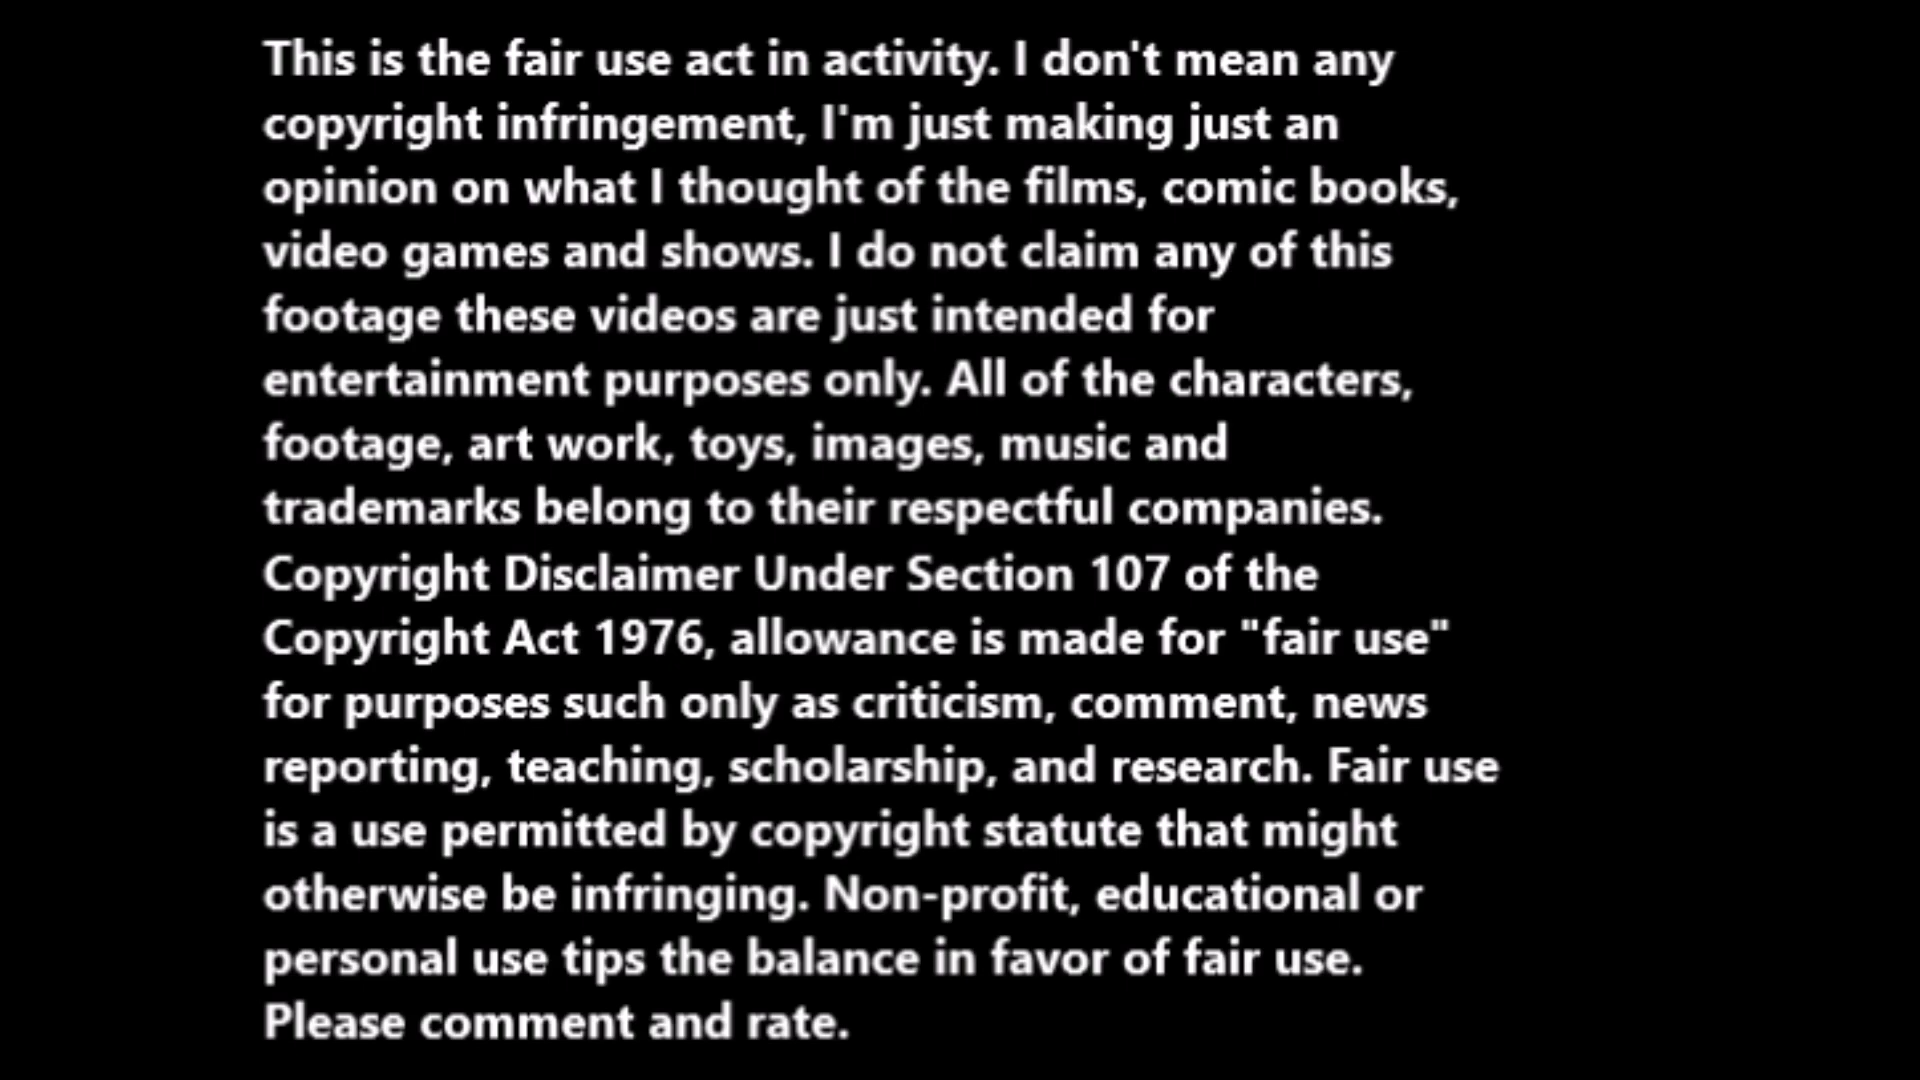 This is the fair use act in activity. I don't mean any
copyright infringement, I'm just making just an
opinion on what I thought of the films, comic books,
video games and shows. I do not claim any of this
footage these videos are just intended for
entertainment purposes only. All of the characters,
footage, art work, toys, images, music and
trademarks belong to their respectful companies.
Copyright Disclaimer Under Section 107 of the
Copyright Act 1976, allowance is made for "fair use"
for purposes such only as criticism, comment, news
reporting, teaching, scholarship, and research. Fair use
is a use permitted by copyright statute that might
otherwise be infringing. Non-profit, educational or
personal use tips the balance in favor of fair use.
Please comment and rate.